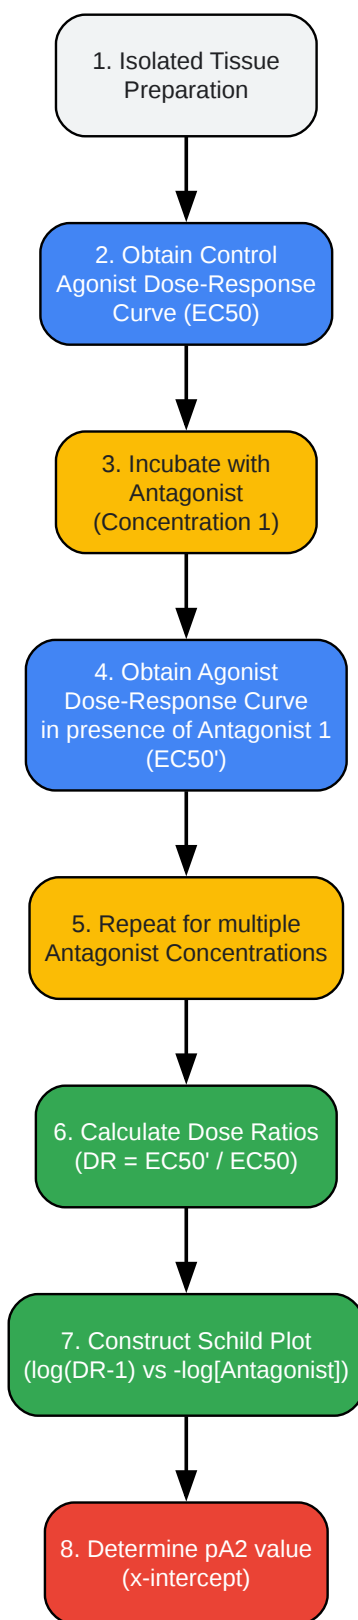 1. Isolated Tissue
Preparation
2. Obtain Control
Agonist Dose-Response
Curve (EC50)
3. Incubate with
Antagonist
(Concentration 1)
4. Obtain Agonist
Dose-Response Curve
in presence of Antagonist 1
(EC50')
5. Repeat for multiple
Antagonist Concentrations
6. Calculate Dose Ratios
(DR = EC50' / EC50)
7. Construct Schild Plot
(log(DR-1) vs -log[Antagonist])
8. Determine pA2 value
(x-intercept)